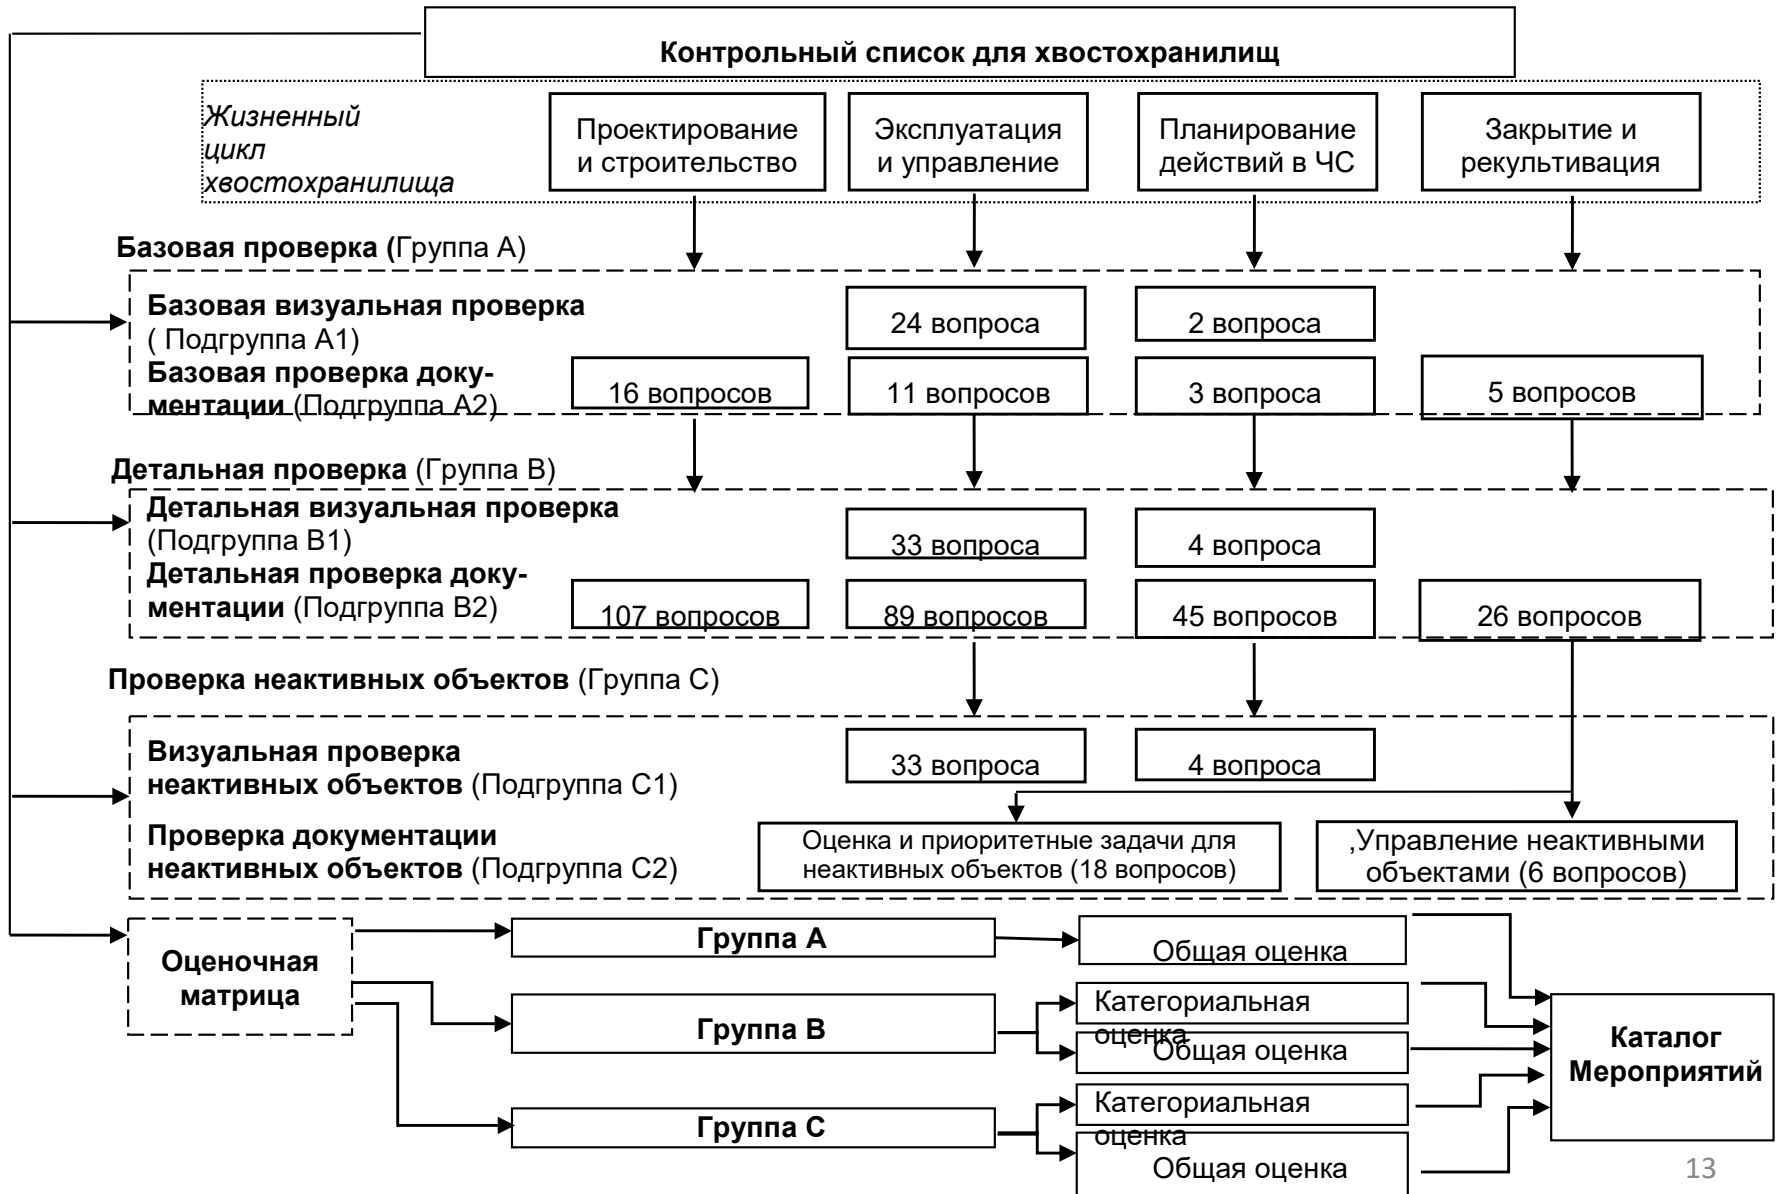 Контрольный список для хвостохранилищ
Жизненный
цикл
хвостохранилища
Проектирование
и строительство
Эксплуатация
и управление
Планирование
действий в ЧС
Закрытие и
рекультивация
Базовая проверка (Группа А)
Базовая визуальная проверка
( Подгруппа А1)
24 вопроса
2 вопроса
Базовая проверка доку-
ментации (Подгруппа А2)
16 вопросов
11 вопросов
3 вопроса
5 вопросов
Детальная проверка (Группа В)
Детальная визуальная проверка
(Подгруппа В1)
33 вопроса
4 вопроса
Детальная проверка доку-
ментации (Подгруппа В2)
107 вопросов
89 вопросов
45 вопросов
26 вопросов
Проверка неактивных объектов (Группа С)
Визуальная проверка
неактивных объектов (Подгруппа С1)
33 вопроса
4 вопроса
Проверка документации
неактивных объектов (Подгруппа С2)
Оценка и приоритетные задачи для
неактивных объектов (18 вопросов)
,Управление неактивными
объектами (6 вопросов)
Оценочная
матрица
Группа А
Общая оценка
Группа В
Категориальная
оценка
Общая оценка
Группа С
Категориальная
оценка
Общая оценка
Каталог
Мероприятий
13